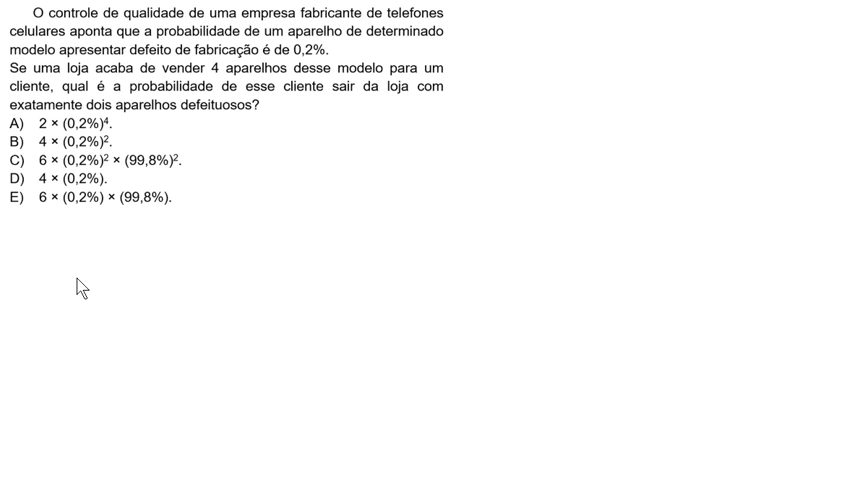 O controle de qualidade de uma empresa fabricante de telefones
celulares aponta que a probabilidade de um aparelho de determinado
modelo apresentar defeito de fabricação é de 0,2%.
Se uma loja acaba de vender 4 aparelhos desse modelo para um
cliente, qual é a probabilidade de esse cliente sair da loja com
exatamente dois aparelhos defeituosos?
A) 2 × (0,2%)⁴.
B) 4 × (0,2%)².
C) 6 × (0,2%)² × (99,8%)².
D) 4 × (0,2%).
E) 6 × (0,2%) × (99,8%).